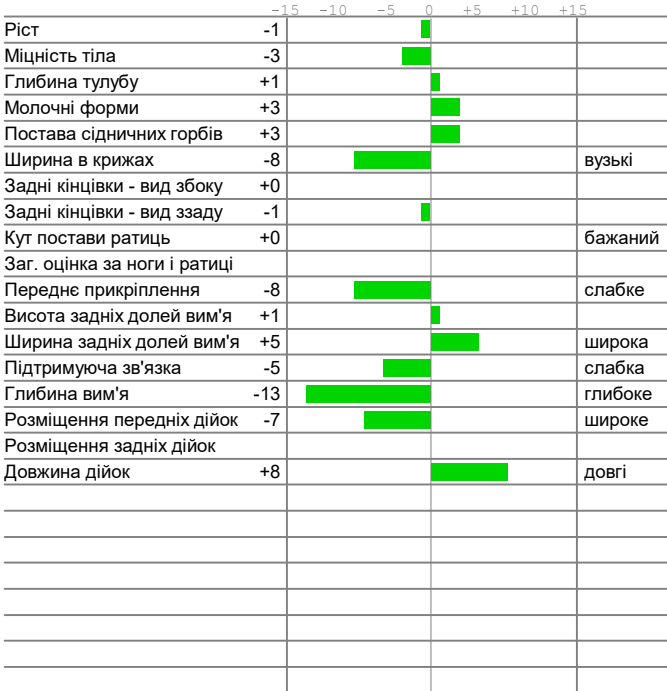 -15 -10 -5 0 +5 +10 +15
Ріст -1
Міцність тіла -3
Глибина тулубу +1
Молочні форми +3
Постава сідничних горбів +3
Ширина в крижах -8 вузькі
Задні кінцівки - вид збоку +0
Задні кінцівки - вид ззаду -1
Кут постави ратиць +0 бажаний
Заг. оцінка за ноги і ратиці
Переднє прикріплення -8 слабке
Висота задніх долей вим'я +1
Ширина задніх долей вим'я +5 широка
Підтримуюча зв'язка -5 слабка
Глибина вим'я -13 глибоке
Розміщення передніх дійок -7 широке
Розміщення задніх дійок
Довжина дійок +8 довгі